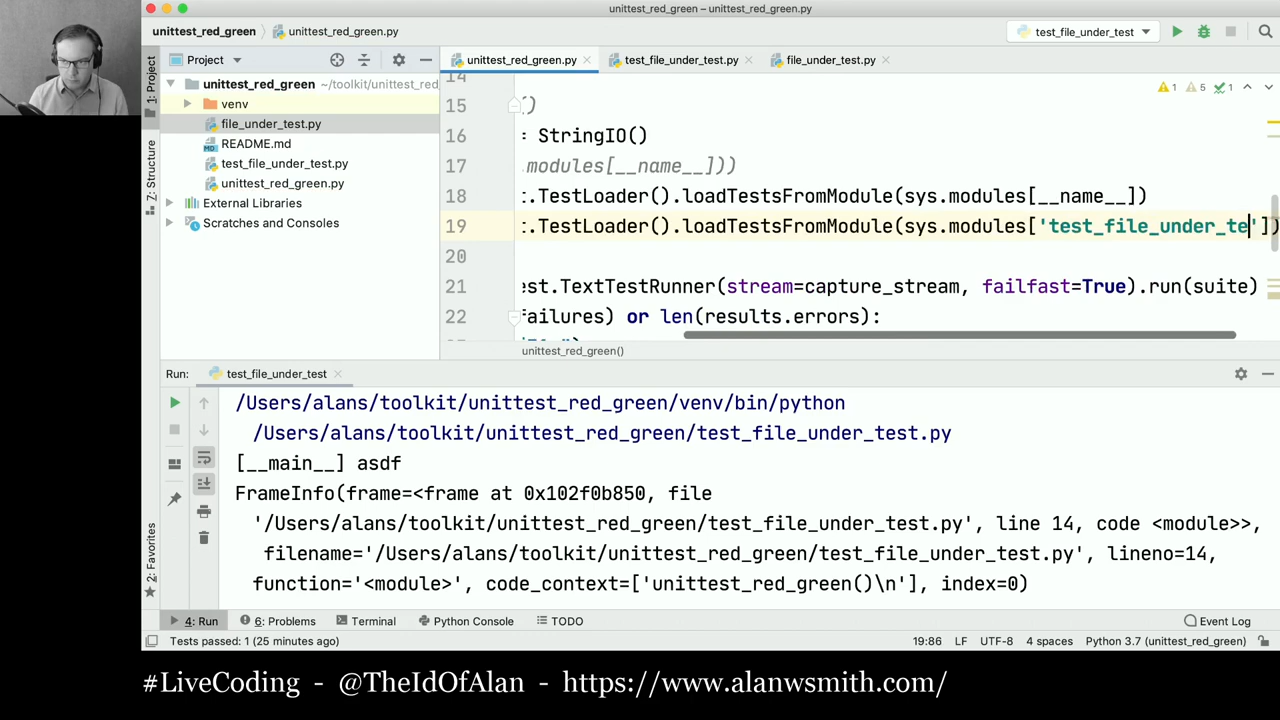 unittest_red_green – unittest_red_green.py
unittest_red_green
unittest_red_green.py
test_file_under_test
1: Project
Z: Structure
2: Favorites
Project
unittest_red_green ~/toolkit/unittest_red
venv
file_under_test.py
README.md
test_file_under_test.py
unittest_red_green.py
External Libraries
Scratches and Consoles
unittest_red_green.py
test_file_under_test.py
file_under_test.py
1 5 1
14
15 ()
16 : StringIO()
17 .modules[__name__]))
18 t.TestLoader().loadTestsFromModule(sys.modules[__name__])
19 t.TestLoader().loadTestsFromModule(sys.modules['test_file_under_te'])
20
21 est.TextTestRunner(stream=capture_stream, failfast=True).run(suite)
22 failures) or len(results.errors):
unittest_red_green()
Run: test_file_under_test
/Users/alans/toolkit/unittest_red_green/venv/bin/python
/Users/alans/toolkit/unittest_red_green/test_file_under_test.py
[__main__] asdf
FrameInfo(frame=<frame at 0x102f0b850, file
'/Users/alans/toolkit/unittest_red_green/test_file_under_test.py', line 14, code <module>>,
filename='/Users/alans/toolkit/unittest_red_green/test_file_under_test.py', lineno=14,
function='<module>', code_context=['unittest_red_green()\n'], index=0)
4: Run
6: Problems
Terminal
Python Console
TODO
Event Log
Tests passed: 1 (25 minutes ago)
19:86 LF UTF-8 4 spaces Python 3.7 (unittest_red_green)
#LiveCoding - @TheIdOfAlan - https://www.alanwsmith.com/